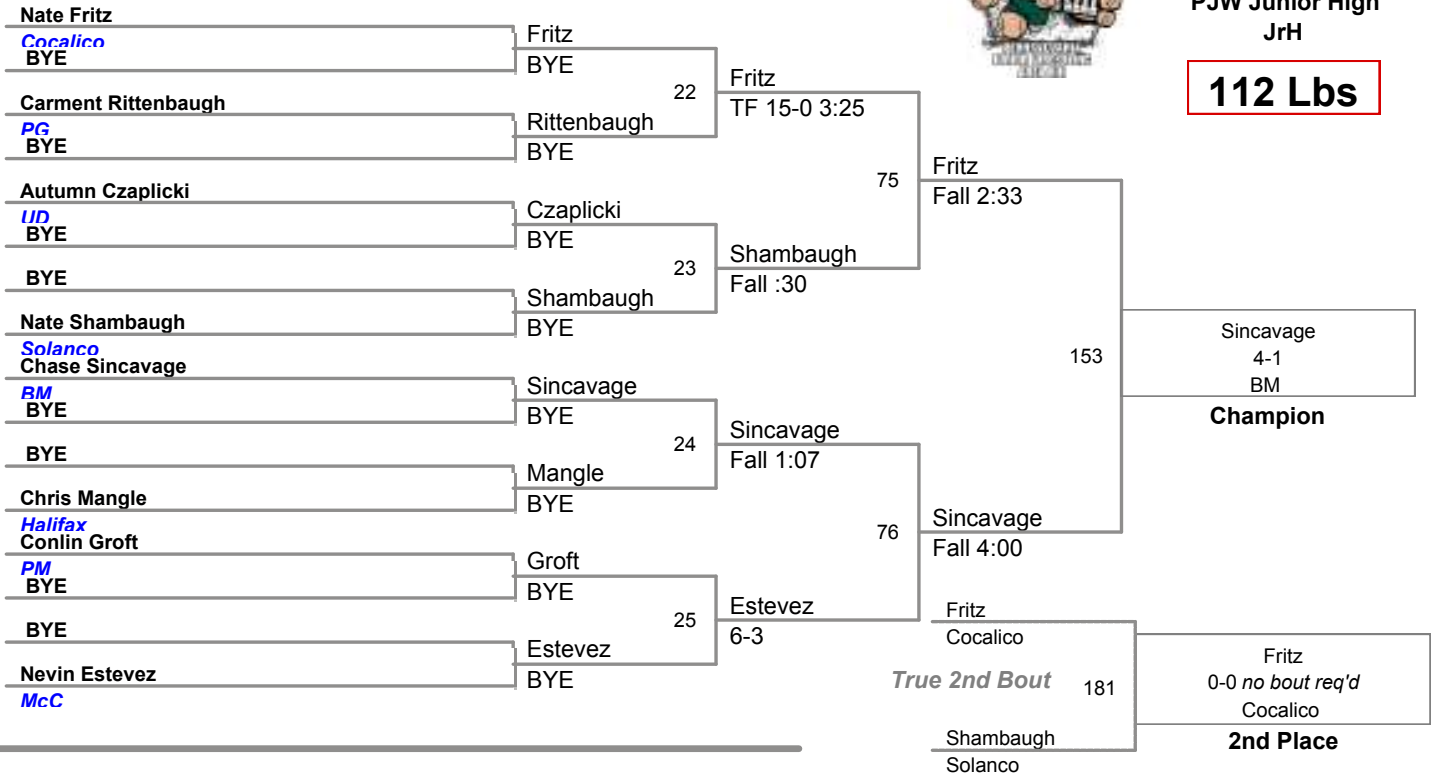 PJW Junior High
JrH
112 Lbs
Nate Fritz
Cocalico
BYE
Carment Rittenbaugh
PG
BYE
Autumn Czaplicki
UD
BYE
BYE
Nate Shambaugh
Solanco
Chase Sincavage
BM
BYE
BYE
Chris Mangle
Halifax
Conlin Groft
PM
BYE
BYE
Nevin Estevez
McC
Fritz
BYE
22
Rittenbaugh
BYE
Czaplicki
BYE
23
Shambaugh
BYE
Sincavage
BYE
24
Mangle
BYE
Groft
BYE
25
Estevez
BYE
Fritz
TF 15-0 3:25
75
Shambaugh
Fall :30
Sincavage
Fall 1:07
76
Estevez
6-3
Fritz
Fall 2:33
153
Sincavage
Fall 4:00
Sincavage
4-1
BM
Champion
Fritz
Cocalico
True 2nd Bout 181
Shambaugh
Solanco
Fritz
0-0 no bout req'd
Cocalico
2nd Place